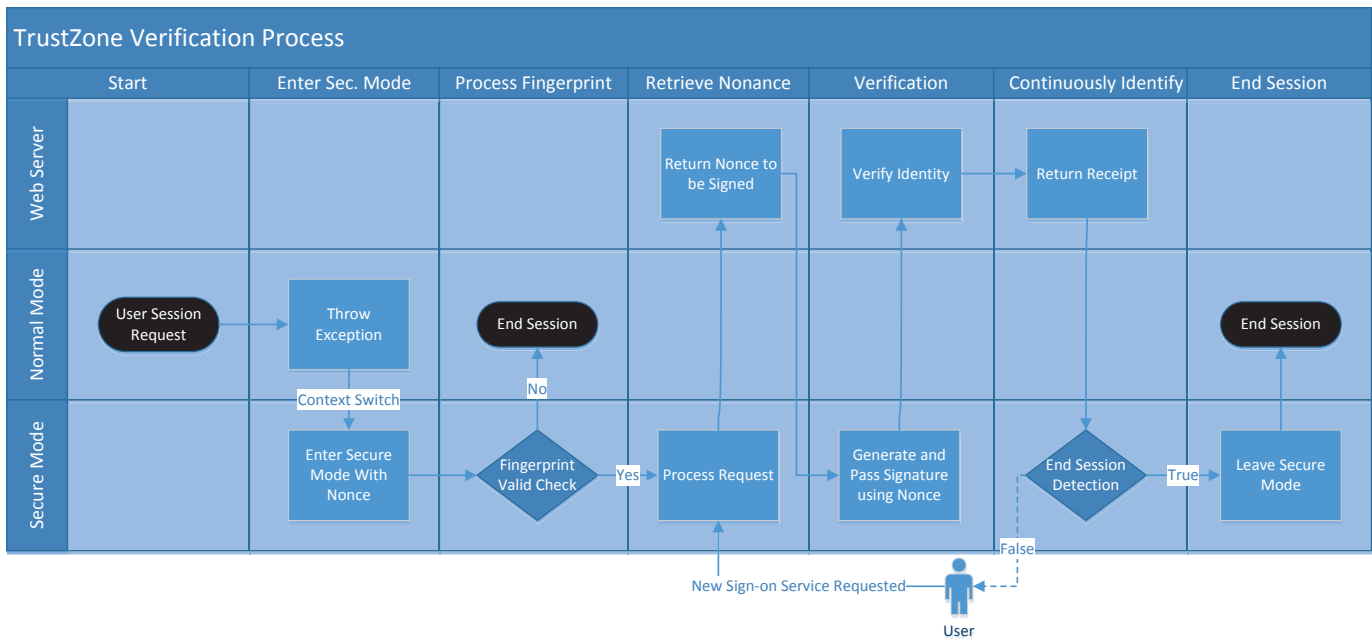 TrustZone Verification Process
Start
Enter Sec. Mode
Process Fingerprint
Retrieve Nonance
Verification
Continuously Identify
End Session
Web Server
Return Nonce to
be Signed
Verify Identity
Return Receipt
Normal Mode
User Session
Request
Throw
Exception
End Session
End Session
No
Context Switch
Secure Mode
Enter Secure
Mode With
Nonce
Fingerprint
Valid Check
Yes
Process Request
Generate and
Pass Signature
using Nonce
End Session
Detection
True
Leave Secure
Mode
False
New Sign-on Service Requested
User